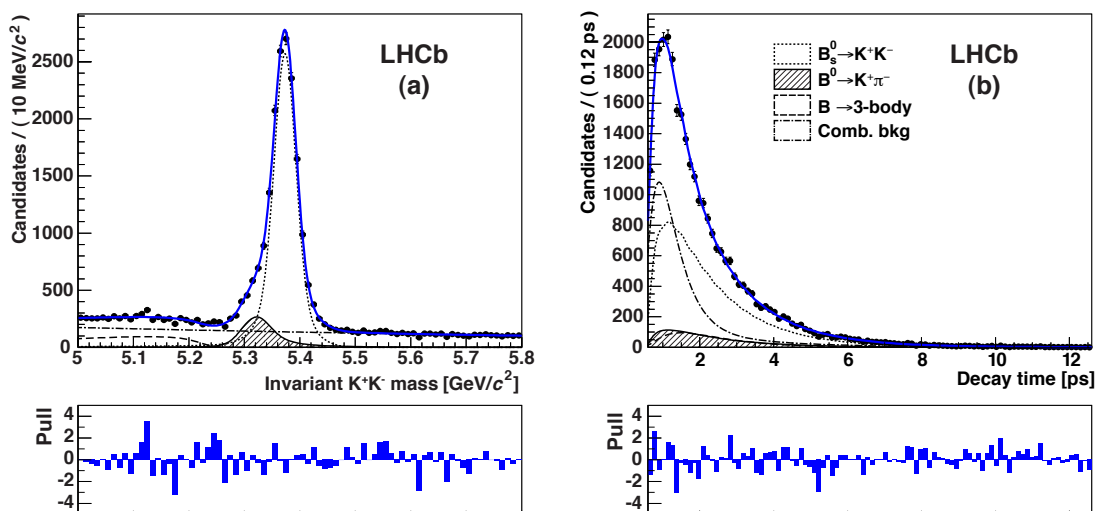 Candidates / ( 10 MeV/c² )
2500
2000
1500
1000
500
0
LHCb
(a)
5 5.1 5.2 5.3 5.4 5.5 5.6 5.7 5.8
Invariant K⁺K⁻ mass [GeV/c²]
Pull
4
2
0
-2
-4
Candidates / ( 0.12 ps )
2000
1800
1600
1400
1200
1000
800
600
400
200
0
B⁰ₛ→K⁺K⁻
B⁰→K⁺π⁻
B →3-body
Comb. bkg
LHCb
(b)
2 4 6 8 10 12
Decay time [ps]
Pull
4
2
0
-2
-4